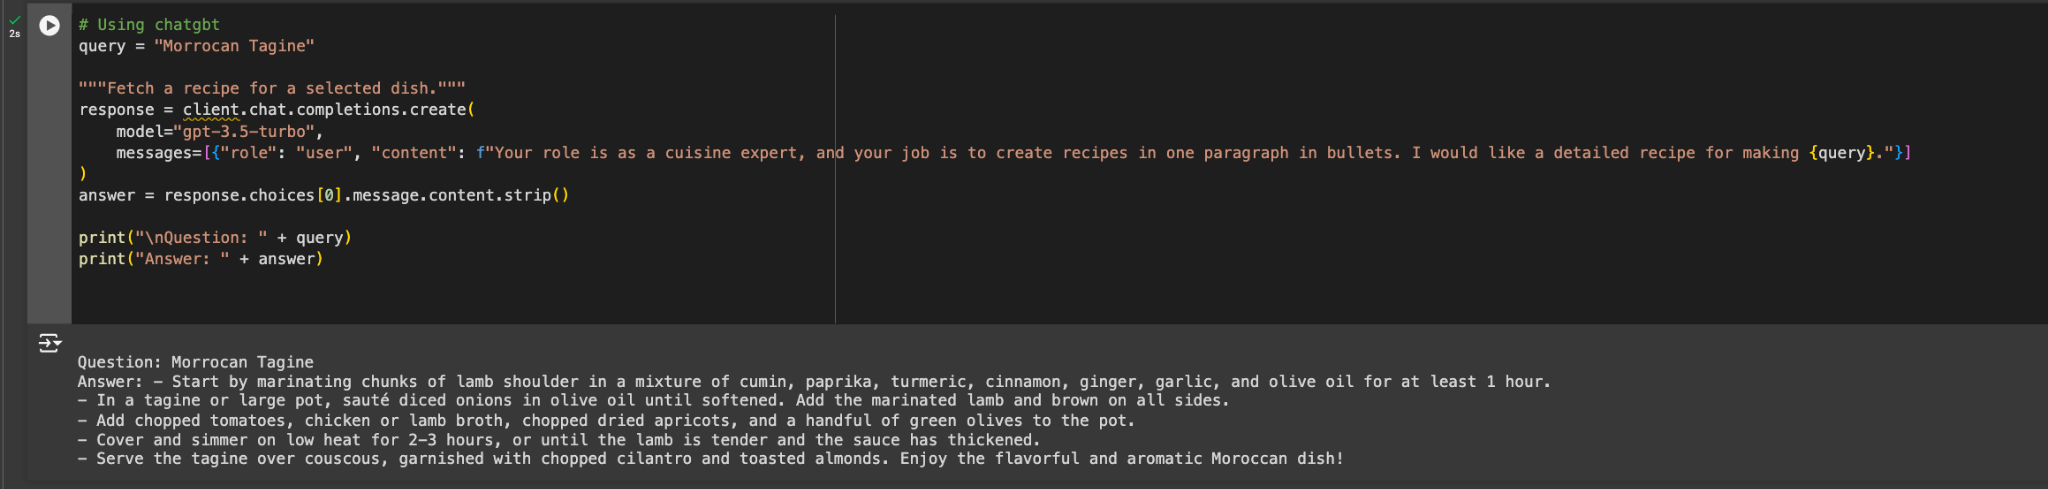 2s
# Using chatgbt
query = "Morrocan Tagine"
"""Fetch a recipe for a selected dish."""
response = client.chat.completions.create(
    model="gpt-3.5-turbo",
    messages=[{"role": "user", "content": f"Your role is as a cuisine expert, and your job is to create recipes in one paragraph in bullets. I would like a detailed recipe for making {query}."}]
)
answer = response.choices[0].message.content.strip()
print("\nQuestion: " + query)
print("Answer: " + answer)
Question: Morrocan Tagine
Answer: - Start by marinating chunks of lamb shoulder in a mixture of cumin, paprika, turmeric, cinnamon, ginger, garlic, and olive oil for at least 1 hour.
- In a tagine or large pot, sauté diced onions in olive oil until softened. Add the marinated lamb and brown on all sides.
- Add chopped tomatoes, chicken or lamb broth, chopped dried apricots, and a handful of green olives to the pot.
- Cover and simmer on low heat for 2-3 hours, or until the lamb is tender and the sauce has thickened.
- Serve the tagine over couscous, garnished with chopped cilantro and toasted almonds. Enjoy the flavorful and aromatic Moroccan dish!